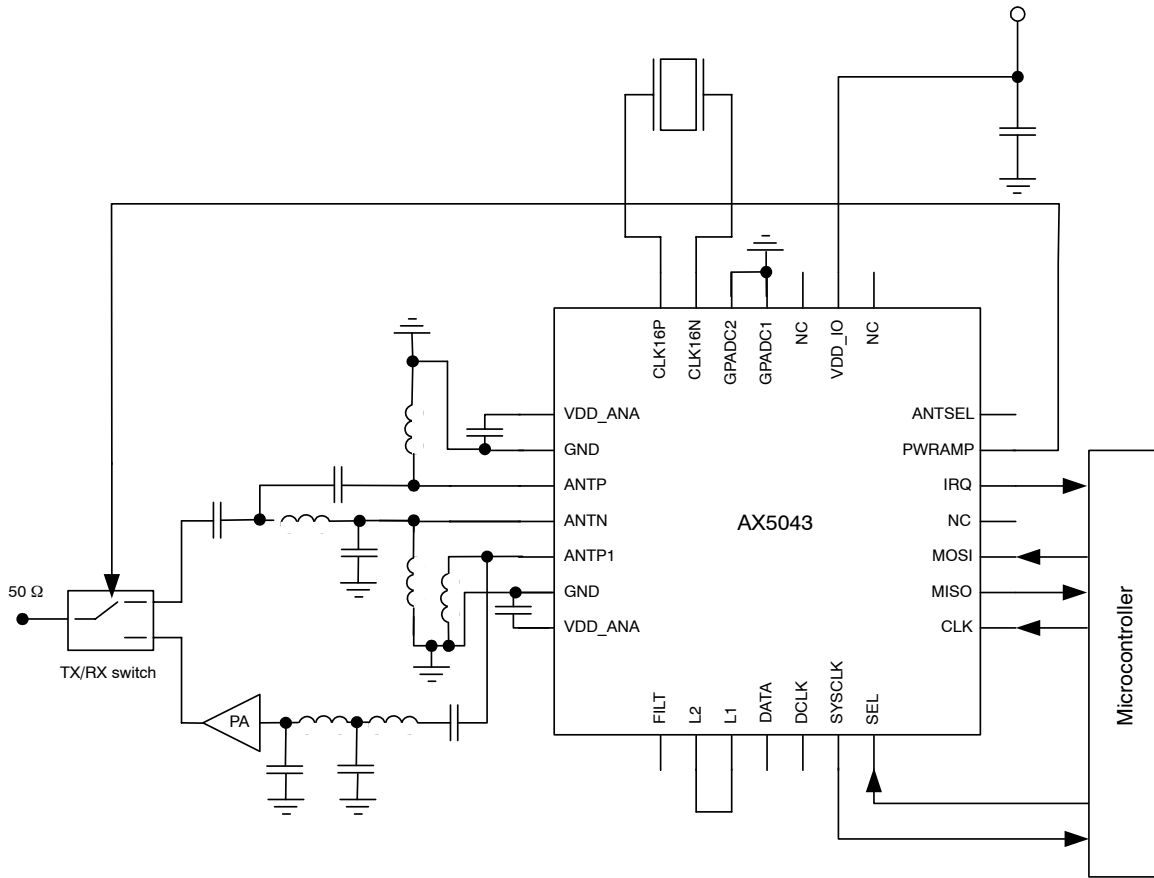 CLK16P
CLK16N
GPADC2
GPADC1
NC
VDD_IO
NC
VDD_ANA
GND
ANTP
ANTN
ANTP1
GND
VDD_ANA
AX5043
ANTSEL
PWRAMP
IRQ
NC
MOSI
MISO
CLK
Microcontroller
50 Ω
TX/RX switch
PA
FILT
L2
L1
DATA
DCLK
SYSCLK
SEL